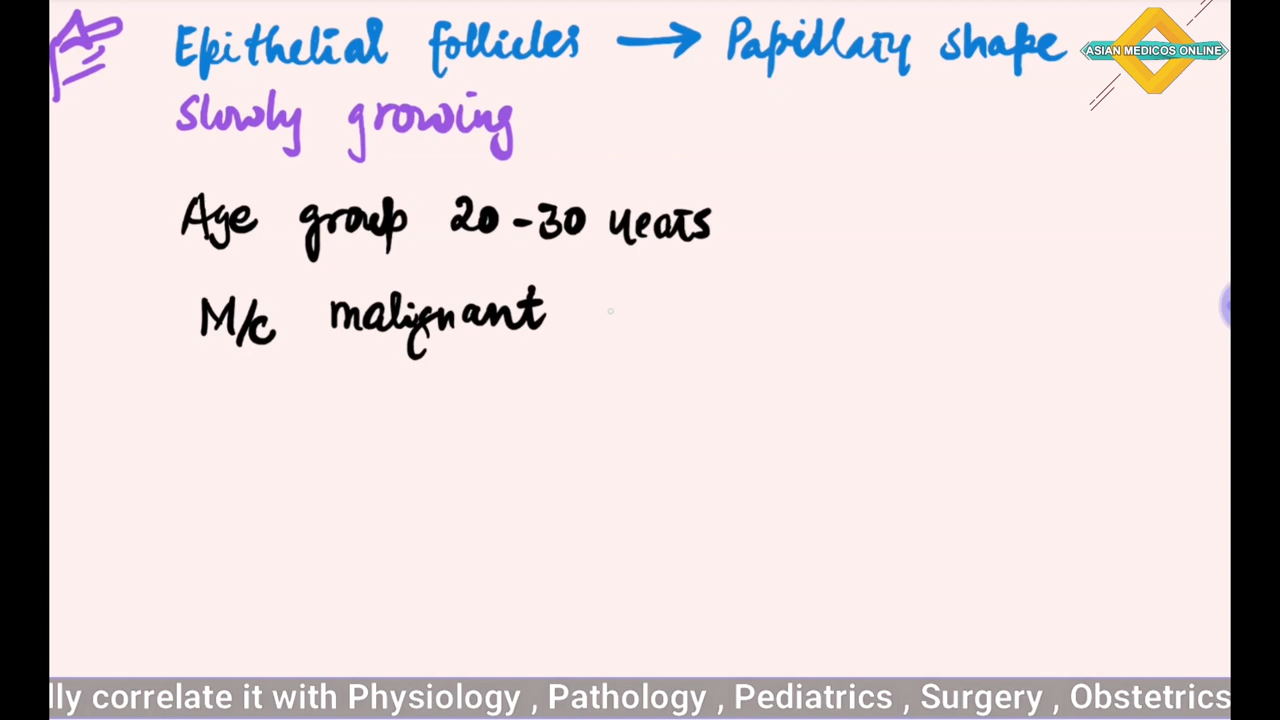 Epithelial follicles → Papillary shape
ASIAN MEDICOS ONLINE
slowly growing
Age group 20-30 years
M/c malignant
lly correlate it with Physiology , Pathology , Pediatrics , Surgery , Obstetrics